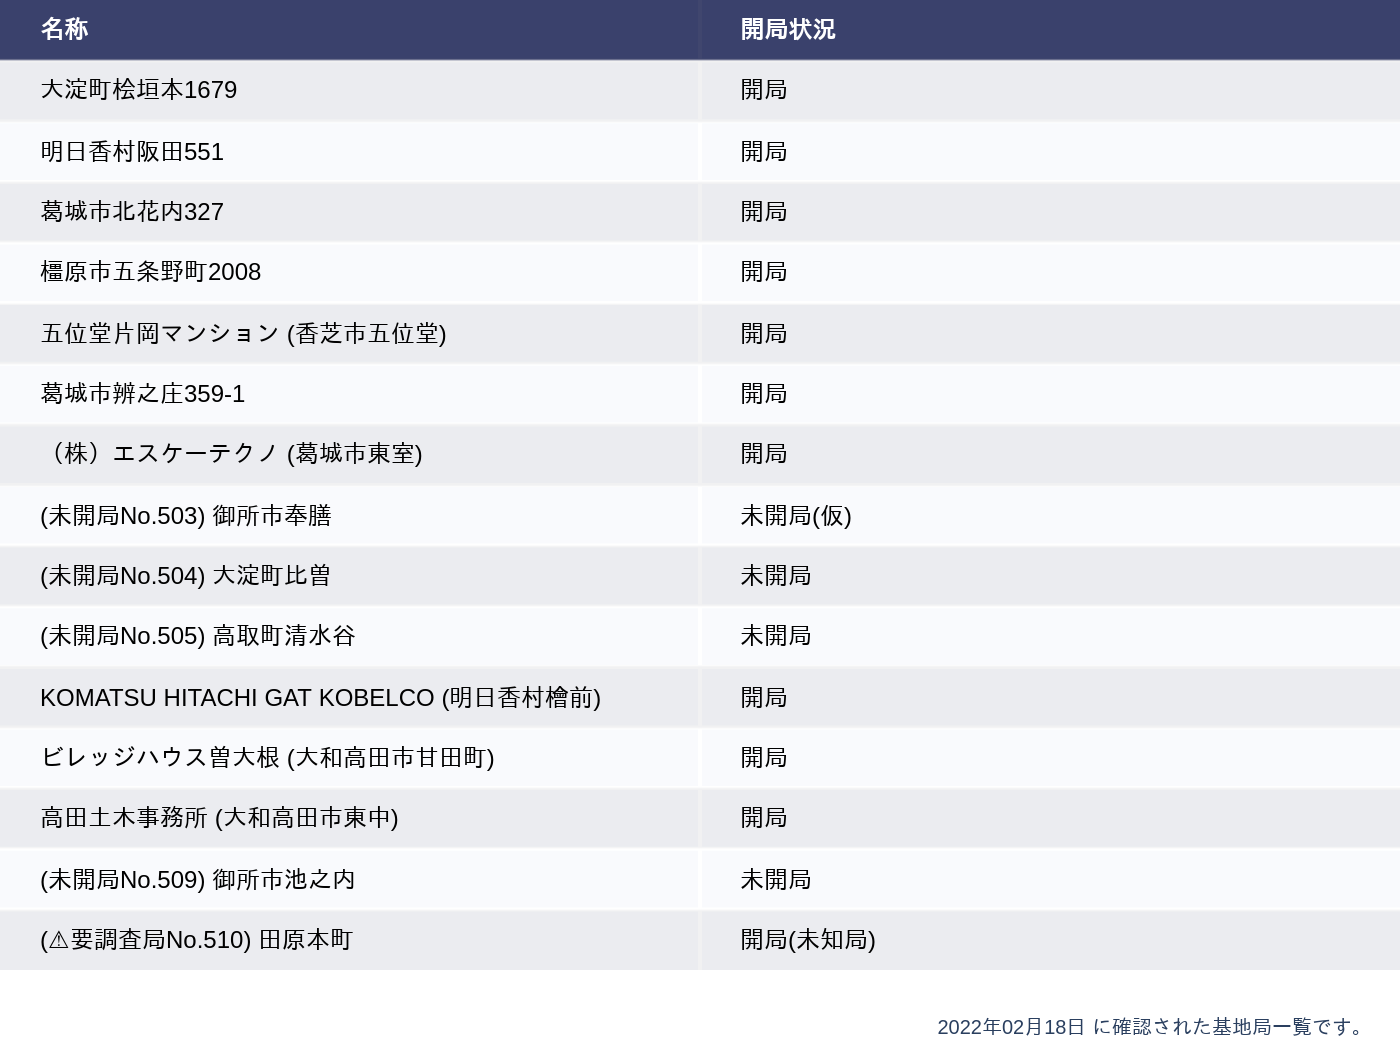 名称 開局状況
大淀町桧垣本1679 開局
明日香村阪田551 開局
葛城市北花内327 開局
橿原市五条野町2008 開局
五位堂片岡マンション (香芝市五位堂) 開局
葛城市辨之庄359-1 開局
（株）エスケーテクノ (葛城市東室) 開局
(未開局No.503) 御所市奉膳 未開局(仮)
(未開局No.504) 大淀町比曽 未開局
(未開局No.505) 高取町清水谷 未開局
KOMATSU HITACHI GAT KOBELCO (明日香村檜前) 開局
ビレッジハウス曽大根 (大和高田市甘田町) 開局
高田土木事務所 (大和高田市東中) 開局
(未開局No.509) 御所市池之内 未開局
(⚠要調査局No.510) 田原本町 開局(未知局)
2022年02月18日 に確認された基地局一覧です。